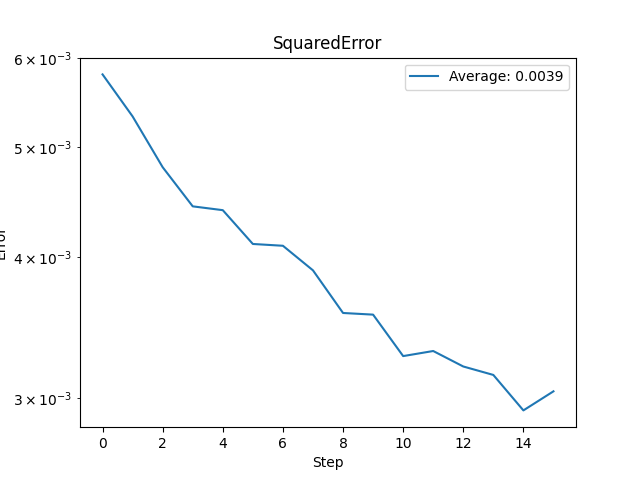 SquaredError
6 × 10⁻³
5 × 10⁻³
4 × 10⁻³
3 × 10⁻³
Error
Average: 0.0039
0 2 4 6 8 10 12 14
Step